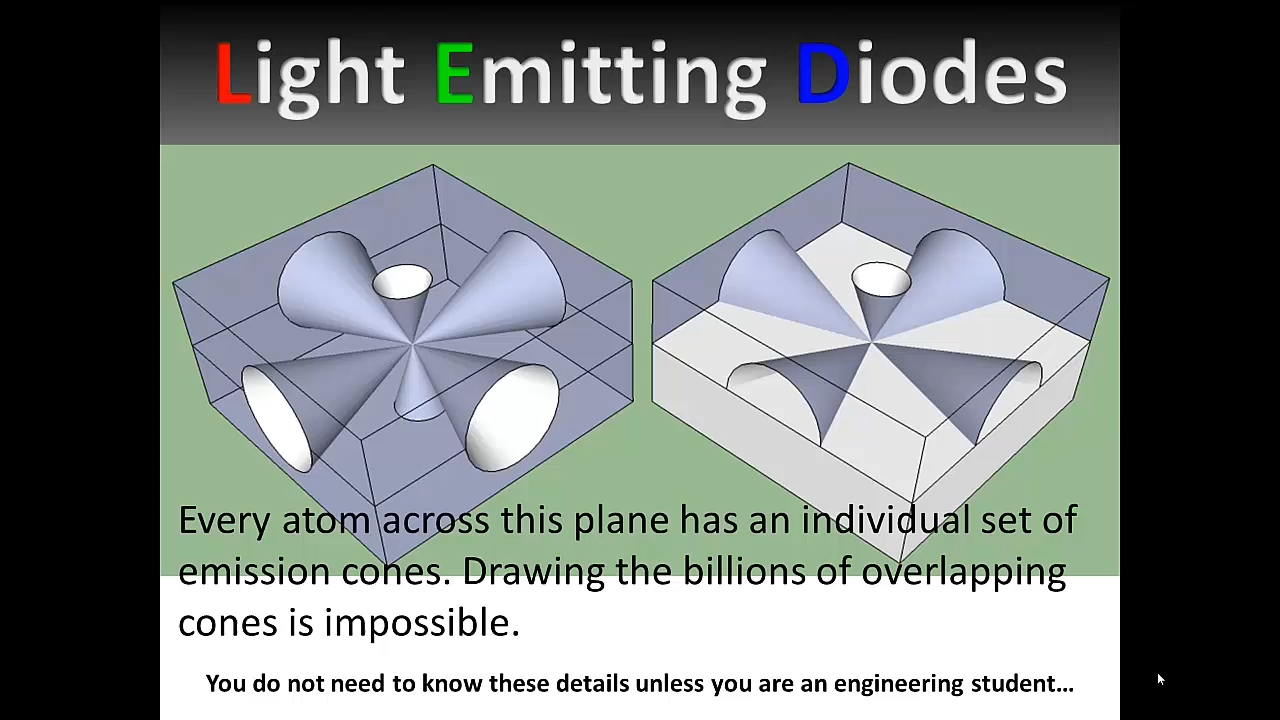 Light Emitting Diodes
Every atom across this plane has an individual set of
emission cones. Drawing the billions of overlapping
cones is impossible.
You do not need to know these details unless you are an engineering student...